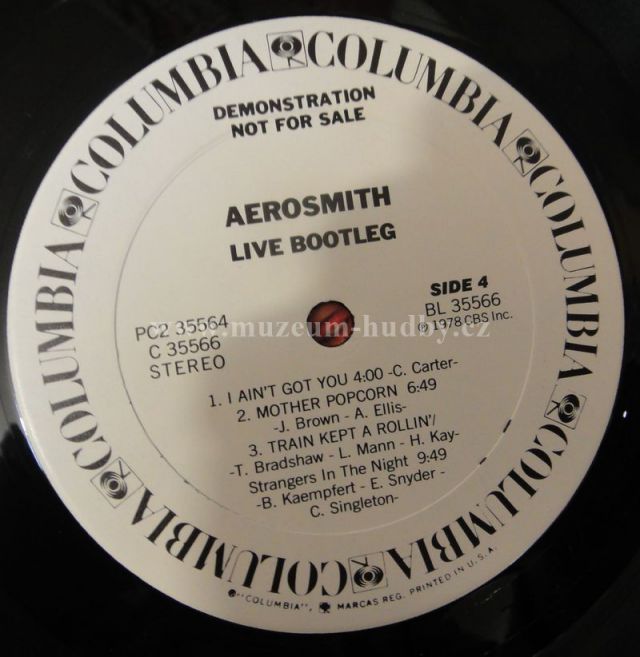 COLUMBIA COLUMBIA COLUMBIA COLUMBIA COLUMBIA COLUMBIA COLUMBIA COLUMBIA
DEMONSTRATION
NOT FOR SALE
AEROSMITH
LIVE BOOTLEG
SIDE 4
BL 35566
℗ 1978 CBS Inc.
PC2 35564
C 35566
STEREO
www.muzeum-hudby.cz
1. I AIN'T GOT YOU 4:00 -C. Carter-
2. MOTHER POPCORN 6:49
-J. Brown - A. Ellis-
3. TRAIN KEPT A ROLLIN'/
-T. Bradshaw - L. Mann - H. Kay-
Strangers In The Night 9:49
-B. Kaempfert - E. Snyder -
C. Singleton-
"COLUMBIA", MARCAS REG. PRINTED IN U.S.A.